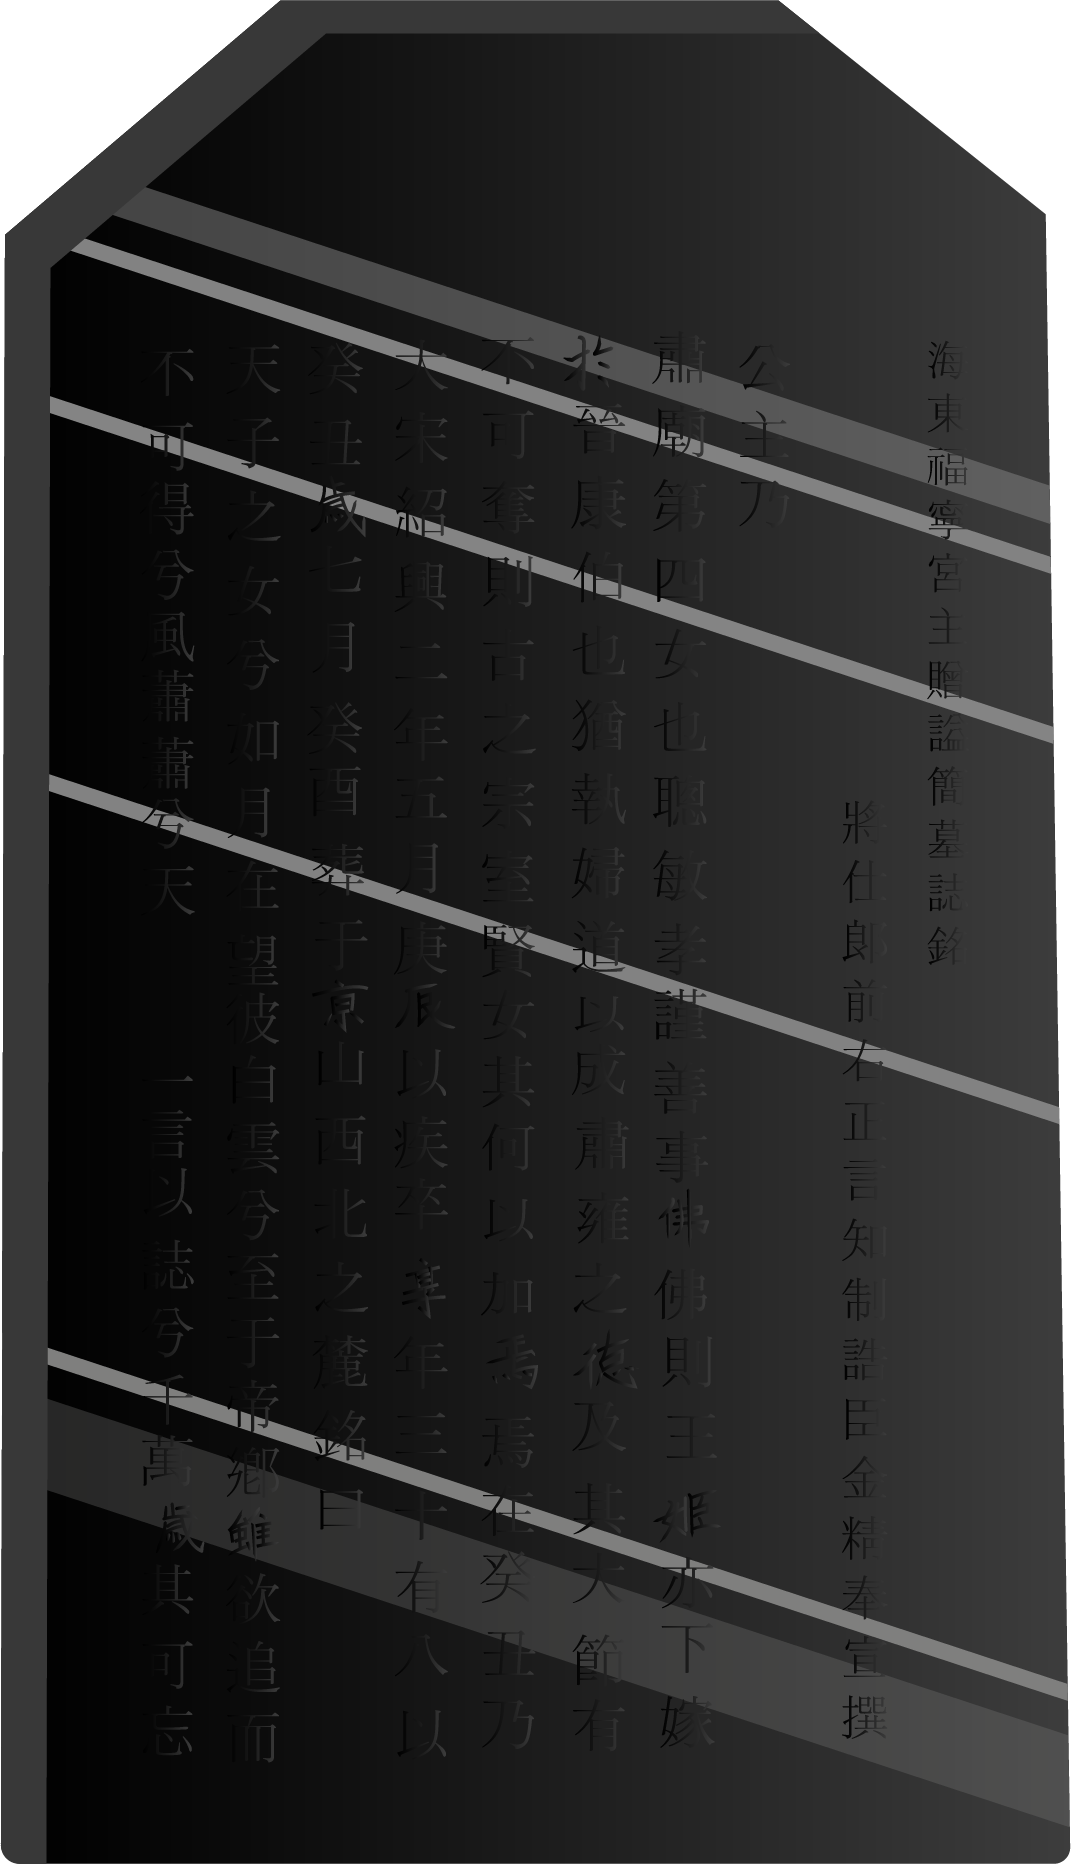 海東福寧宮主贈謚簡墓誌銘
將仕郎前右正言知制誥臣金精奉宣撰
公主乃
肅廟第四女也聰敏孝謹善事佛佛則王姬亦下嫁
於晉康伯也猶執婦道以成肅雍之德及其大節有
不可奪則古之宗室賢女其何以加焉焉在癸丑乃
大宋紹興二年五月庚辰以疾卒享年三十有八以
癸丑歲七月癸酉葬于京山西北之麓銘曰
天子之女兮如月在望彼白雲兮至于帝鄉雖欲追而
不可得兮風蕭蕭兮天 一言以誌兮千萬歲其可忘